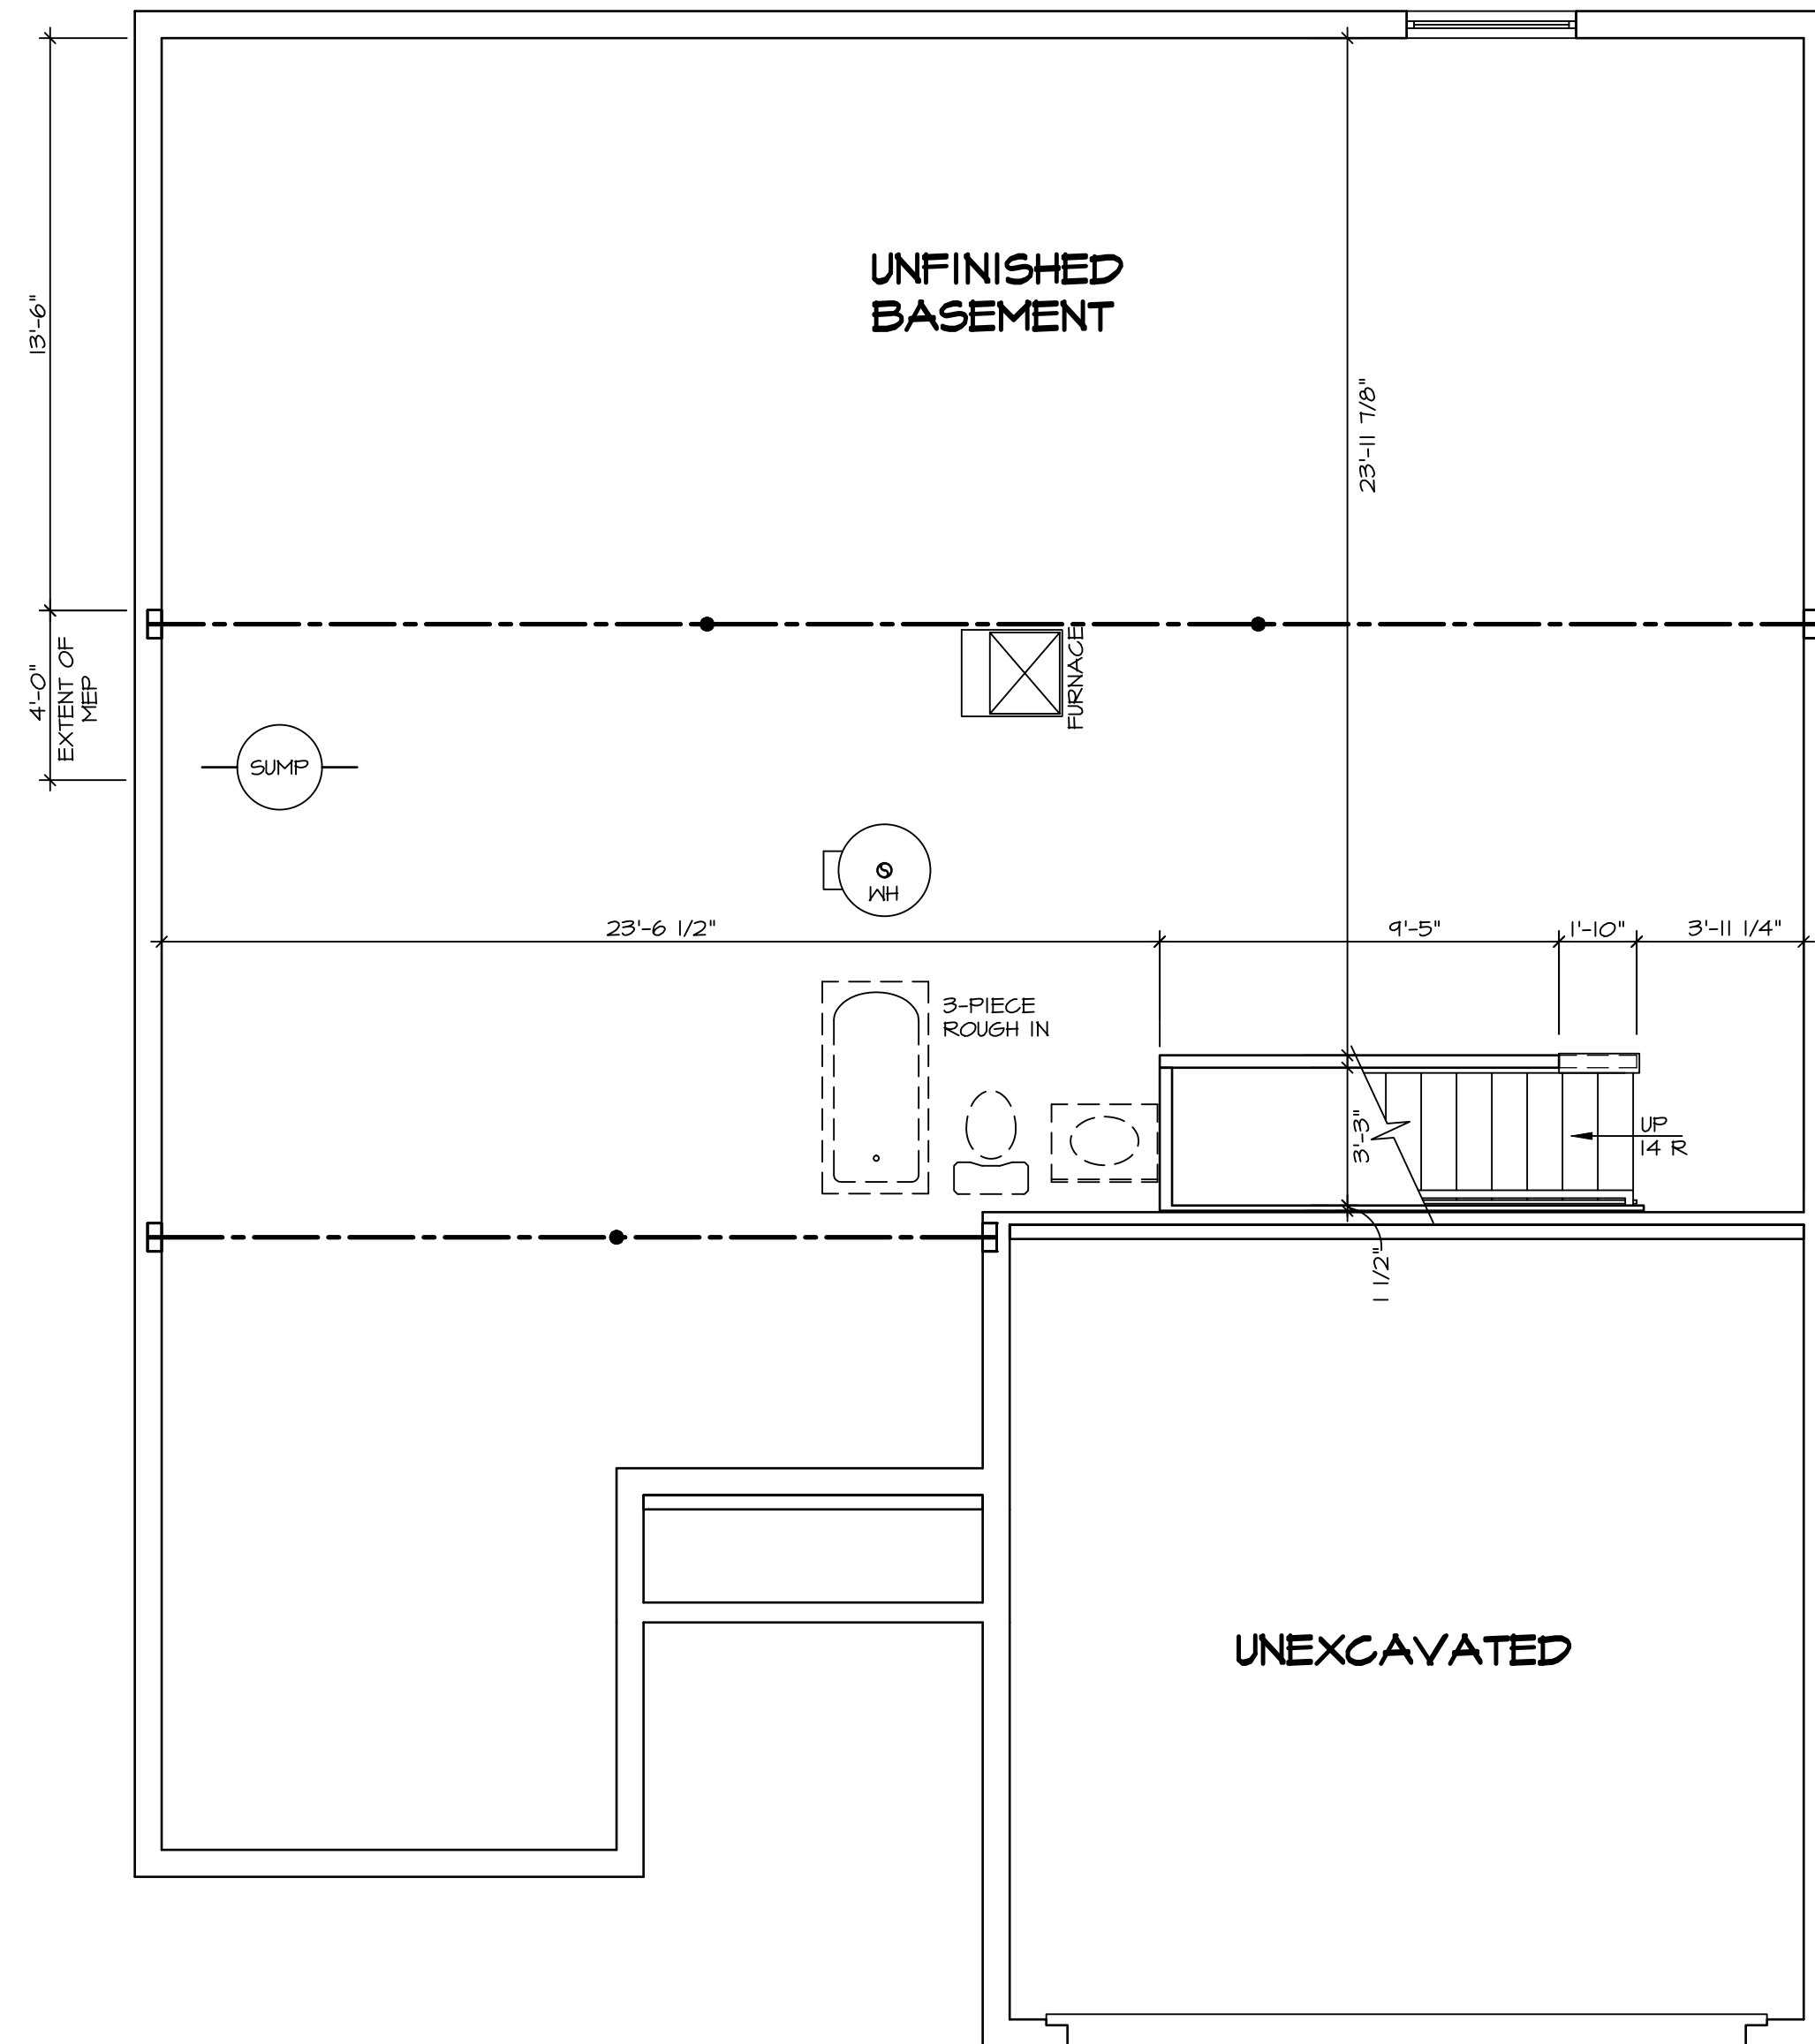 UNFINISHED
BASEMENT
13'-6"
23'-11 7/8"
4'-0"
EXTENT OF
MEP
FURNACE
SUMP
WH
23'-6 1/2"
9'-5"
1'-10"
3'-11 1/4"
3-PIECE
ROUGH IN
3'-3"
UP
14 R
1 1/2"
UNEXCAVATED